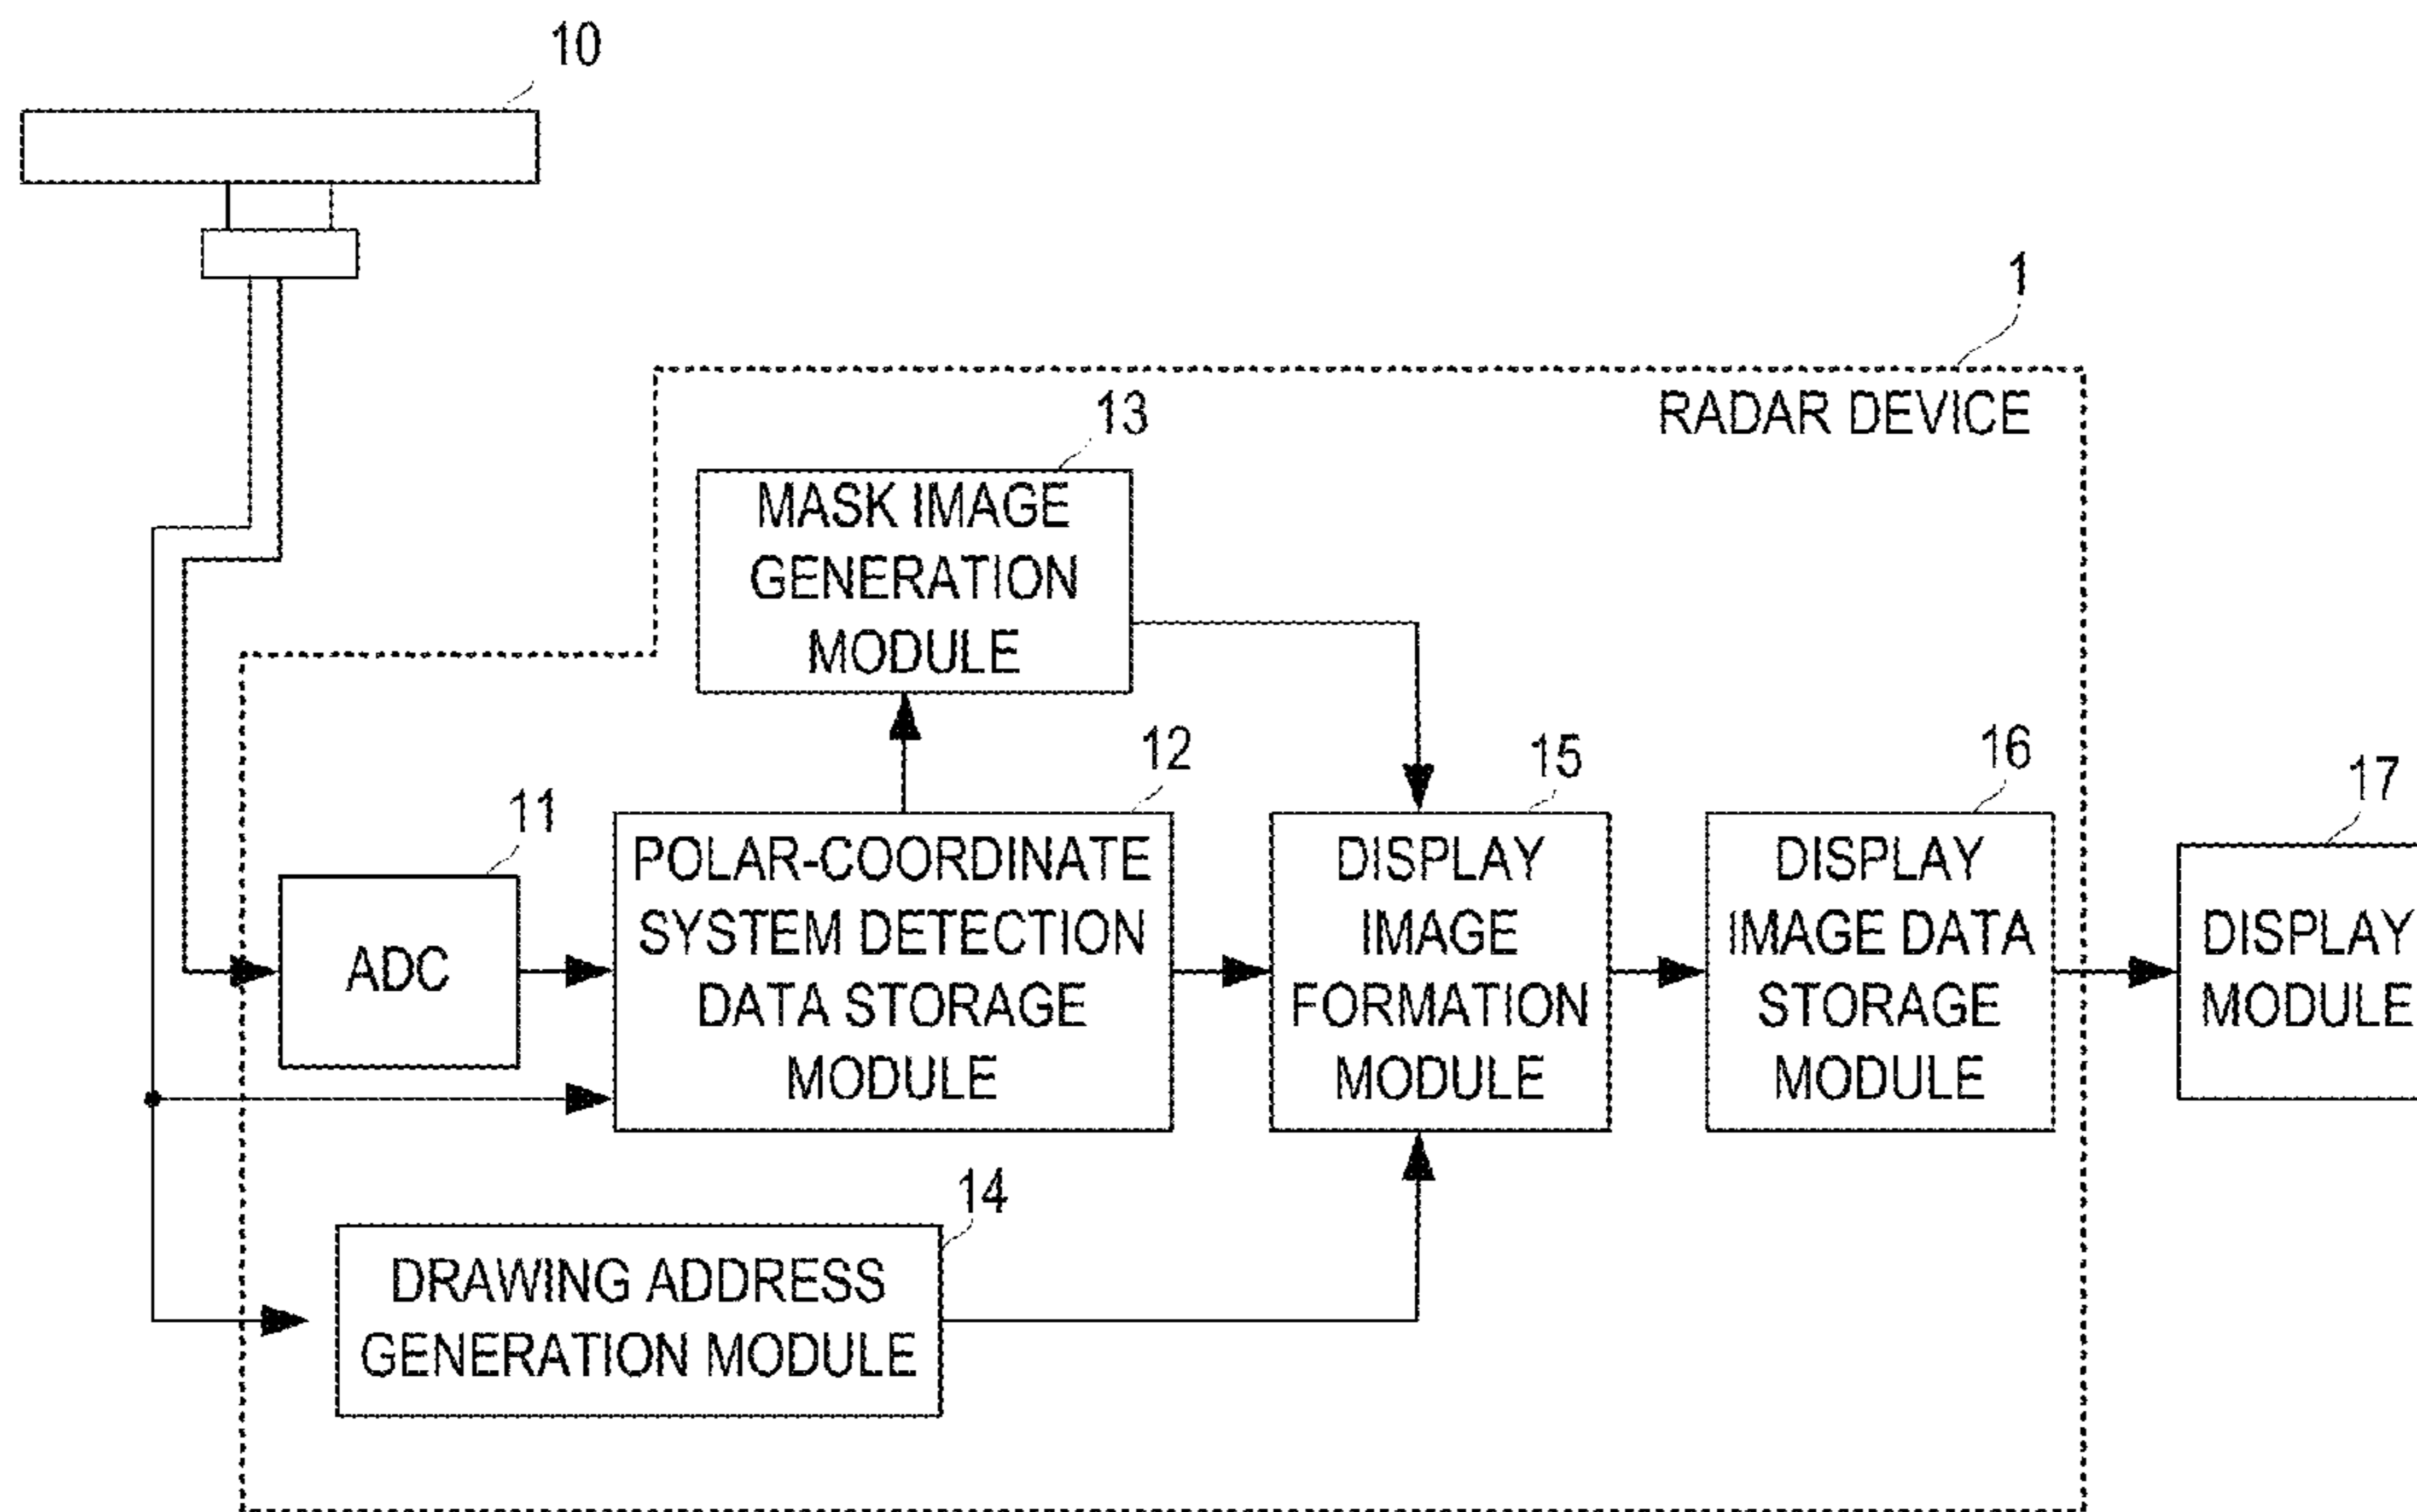 10
1
RADAR DEVICE
13
MASK IMAGE
GENERATION
MODULE
12
15
16
17
11
POLAR-COORDINATE
SYSTEM DETECTION
DATA STORAGE
MODULE
DISPLAY
IMAGE
FORMATION
MODULE
DISPLAY
IMAGE DATA
STORAGE
MODULE
DISPLAY
MODULE
ADC
14
DRAWING ADDRESS
GENERATION MODULE